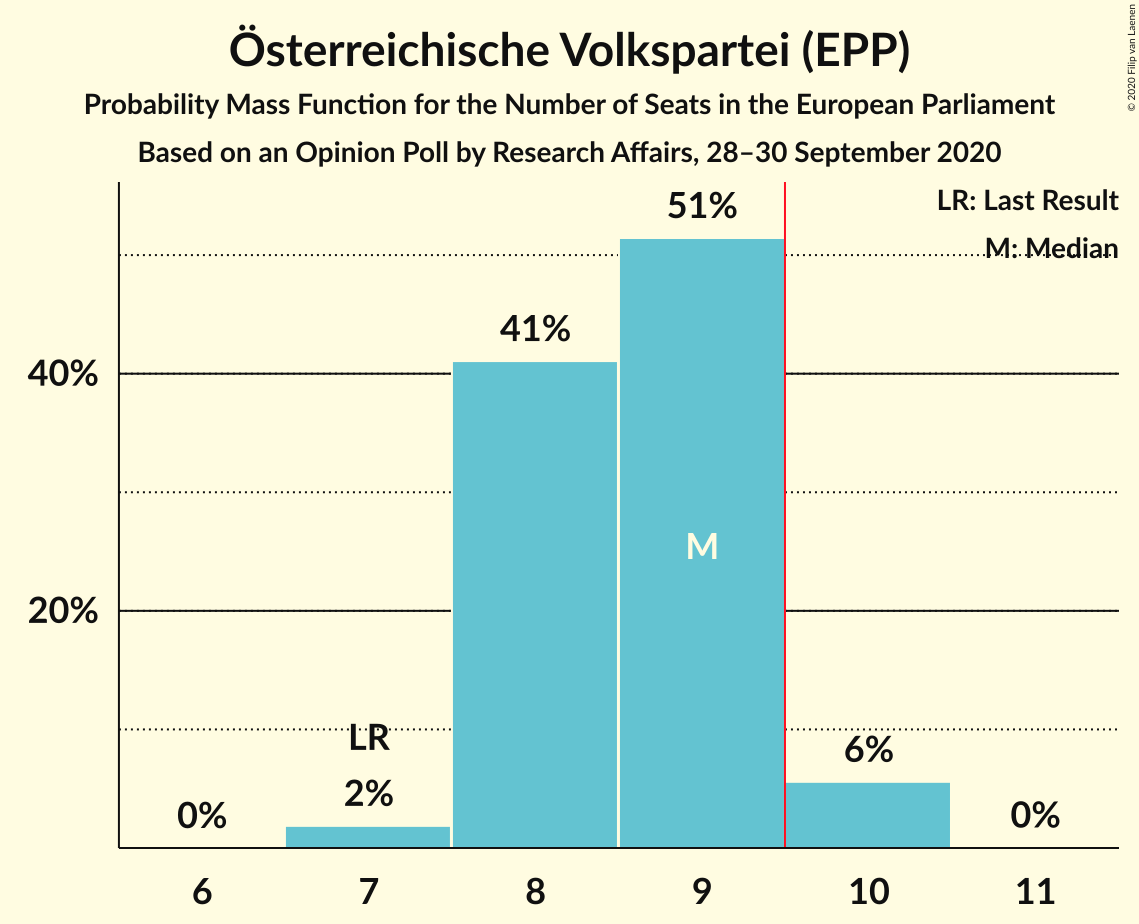 Österreichische Volkspartei (EPP)
Probability Mass Function for the Number of Seats in the European Parliament
Based on an Opinion Poll by Research Affairs, 28–30 September 2020
© 2020 Filip van Laenen
LR: Last Result
M: Median
51%
41%
40%
M
20%
LR
6%
2%
0%
0%
6 7 8 9 10 11